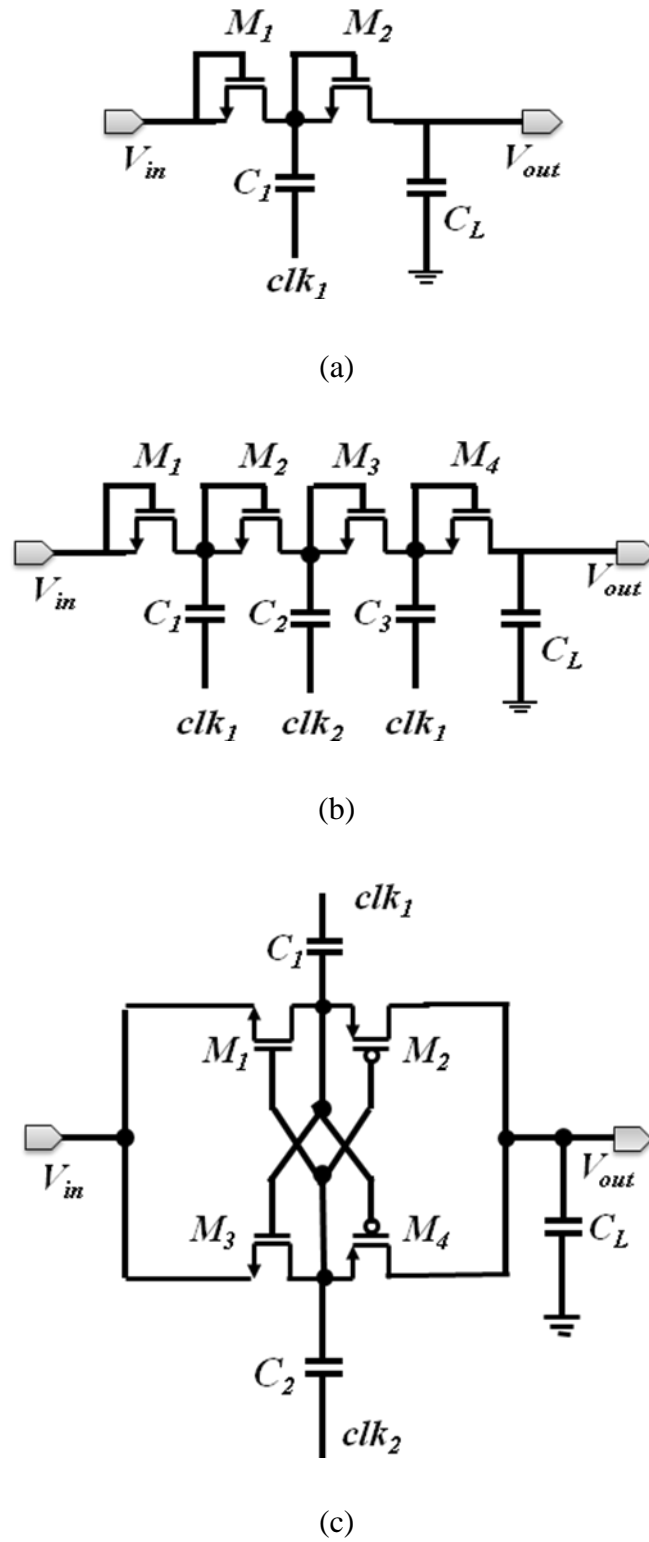 M1 M2
Vin C1 Vout
CL
clk1
(a)
M1 M2 M3 M4
Vin C1 C2 C3 Vout
CL
clk1 clk2 clk1
(b)
clk1
C1
M1 M2
Vin Vout
M3 M4 CL
C2
clk2
(c)